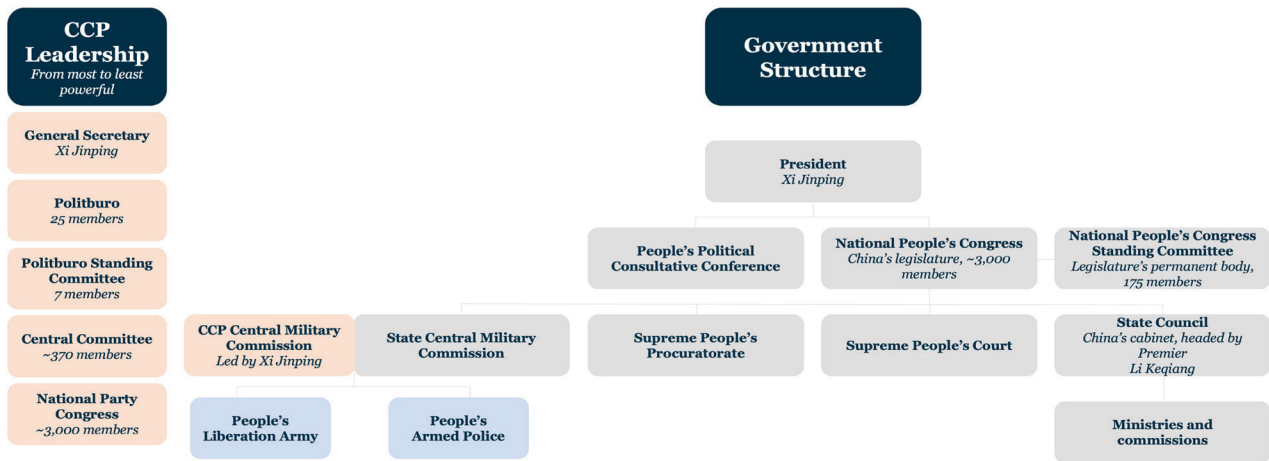 CCP
Leadership
From most to least
powerful
General Secretary
Xi Jinping
Politburo
25 members
Politburo Standing
Committee
7 members
Central Committee
~370 members
National Party
Congress
~3,000 members
Government
Structure
President
Xi Jinping
People's Political
Consultative Conference
National People's Congress
China's legislature, ~3,000
members
National People's Congress
Standing Committee
Legislature's permanent body,
175 members
CCP Central Military
Commission
Led by Xi Jinping
State Central Military
Commission
Supreme People's
Procuratorate
Supreme People's Court
State Council
China's cabinet, headed by
Premier
Li Keqiang
People's
Liberation Army
People's
Armed Police
Ministries and
commissions